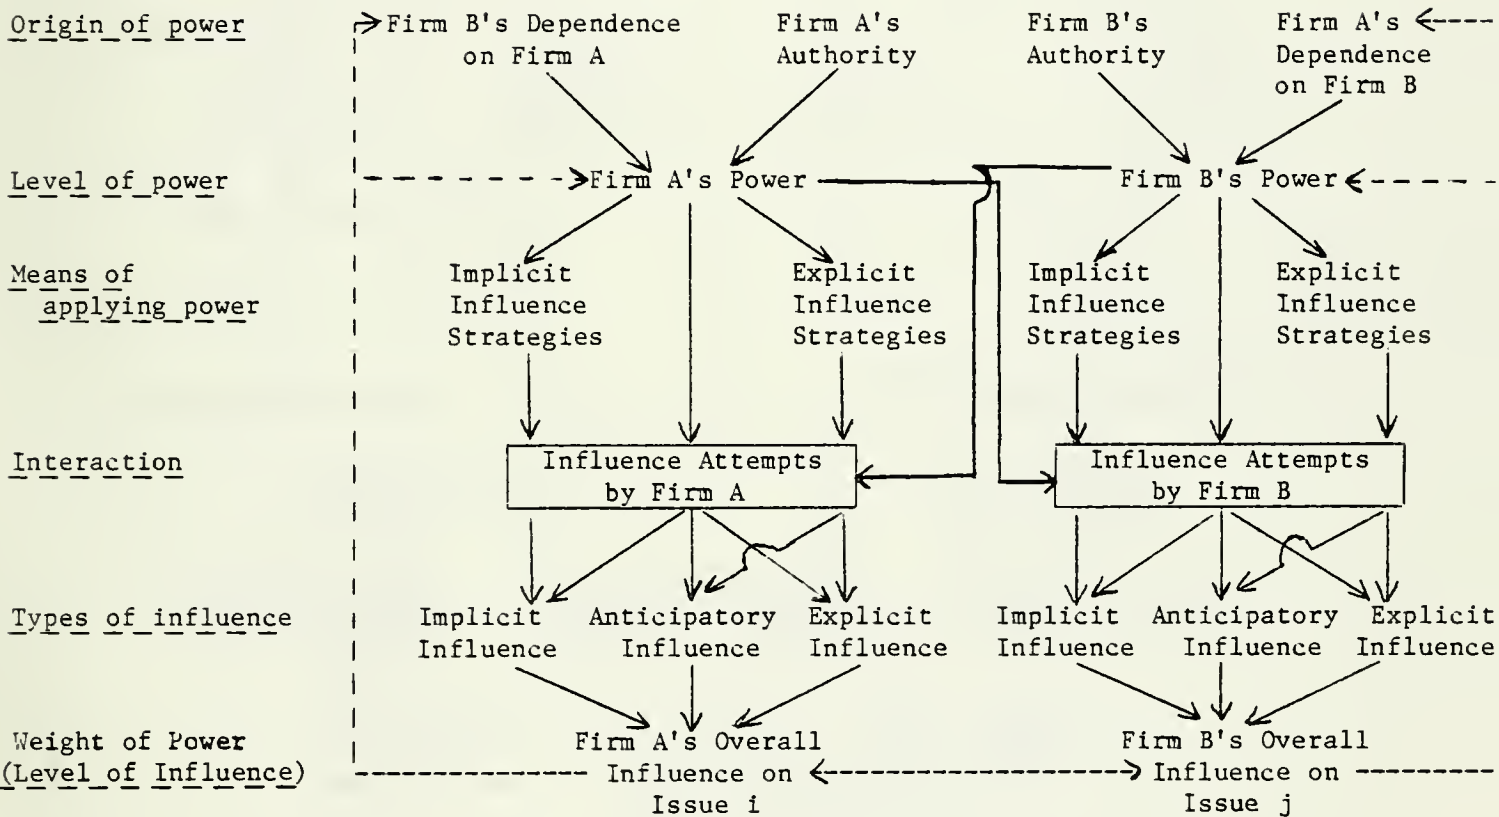 Origin of power
Firm B's Dependence
on Firm A
Firm A's
Authority
Firm B's
Authority
Firm A's
Dependence
on Firm B
Level of power
Firm A's Power
Firm B's Power
Means of
applying power
Implicit
Influence
Strategies
Explicit
Influence
Strategies
Implicit
Influence
Strategies
Explicit
Influence
Strategies
Interaction
Influence Attempts
by Firm A
Influence Attempts
by Firm B
Types of influence
Implicit
Influence
Anticipatory
Influence
Explicit
Influence
Implicit
Influence
Anticipatory
Influence
Explicit
Influence
Weight of Power
(Level of Influence)
Firm A's Overall
Influence on
Issue i
Firm B's Overall
Influence on
Issue j